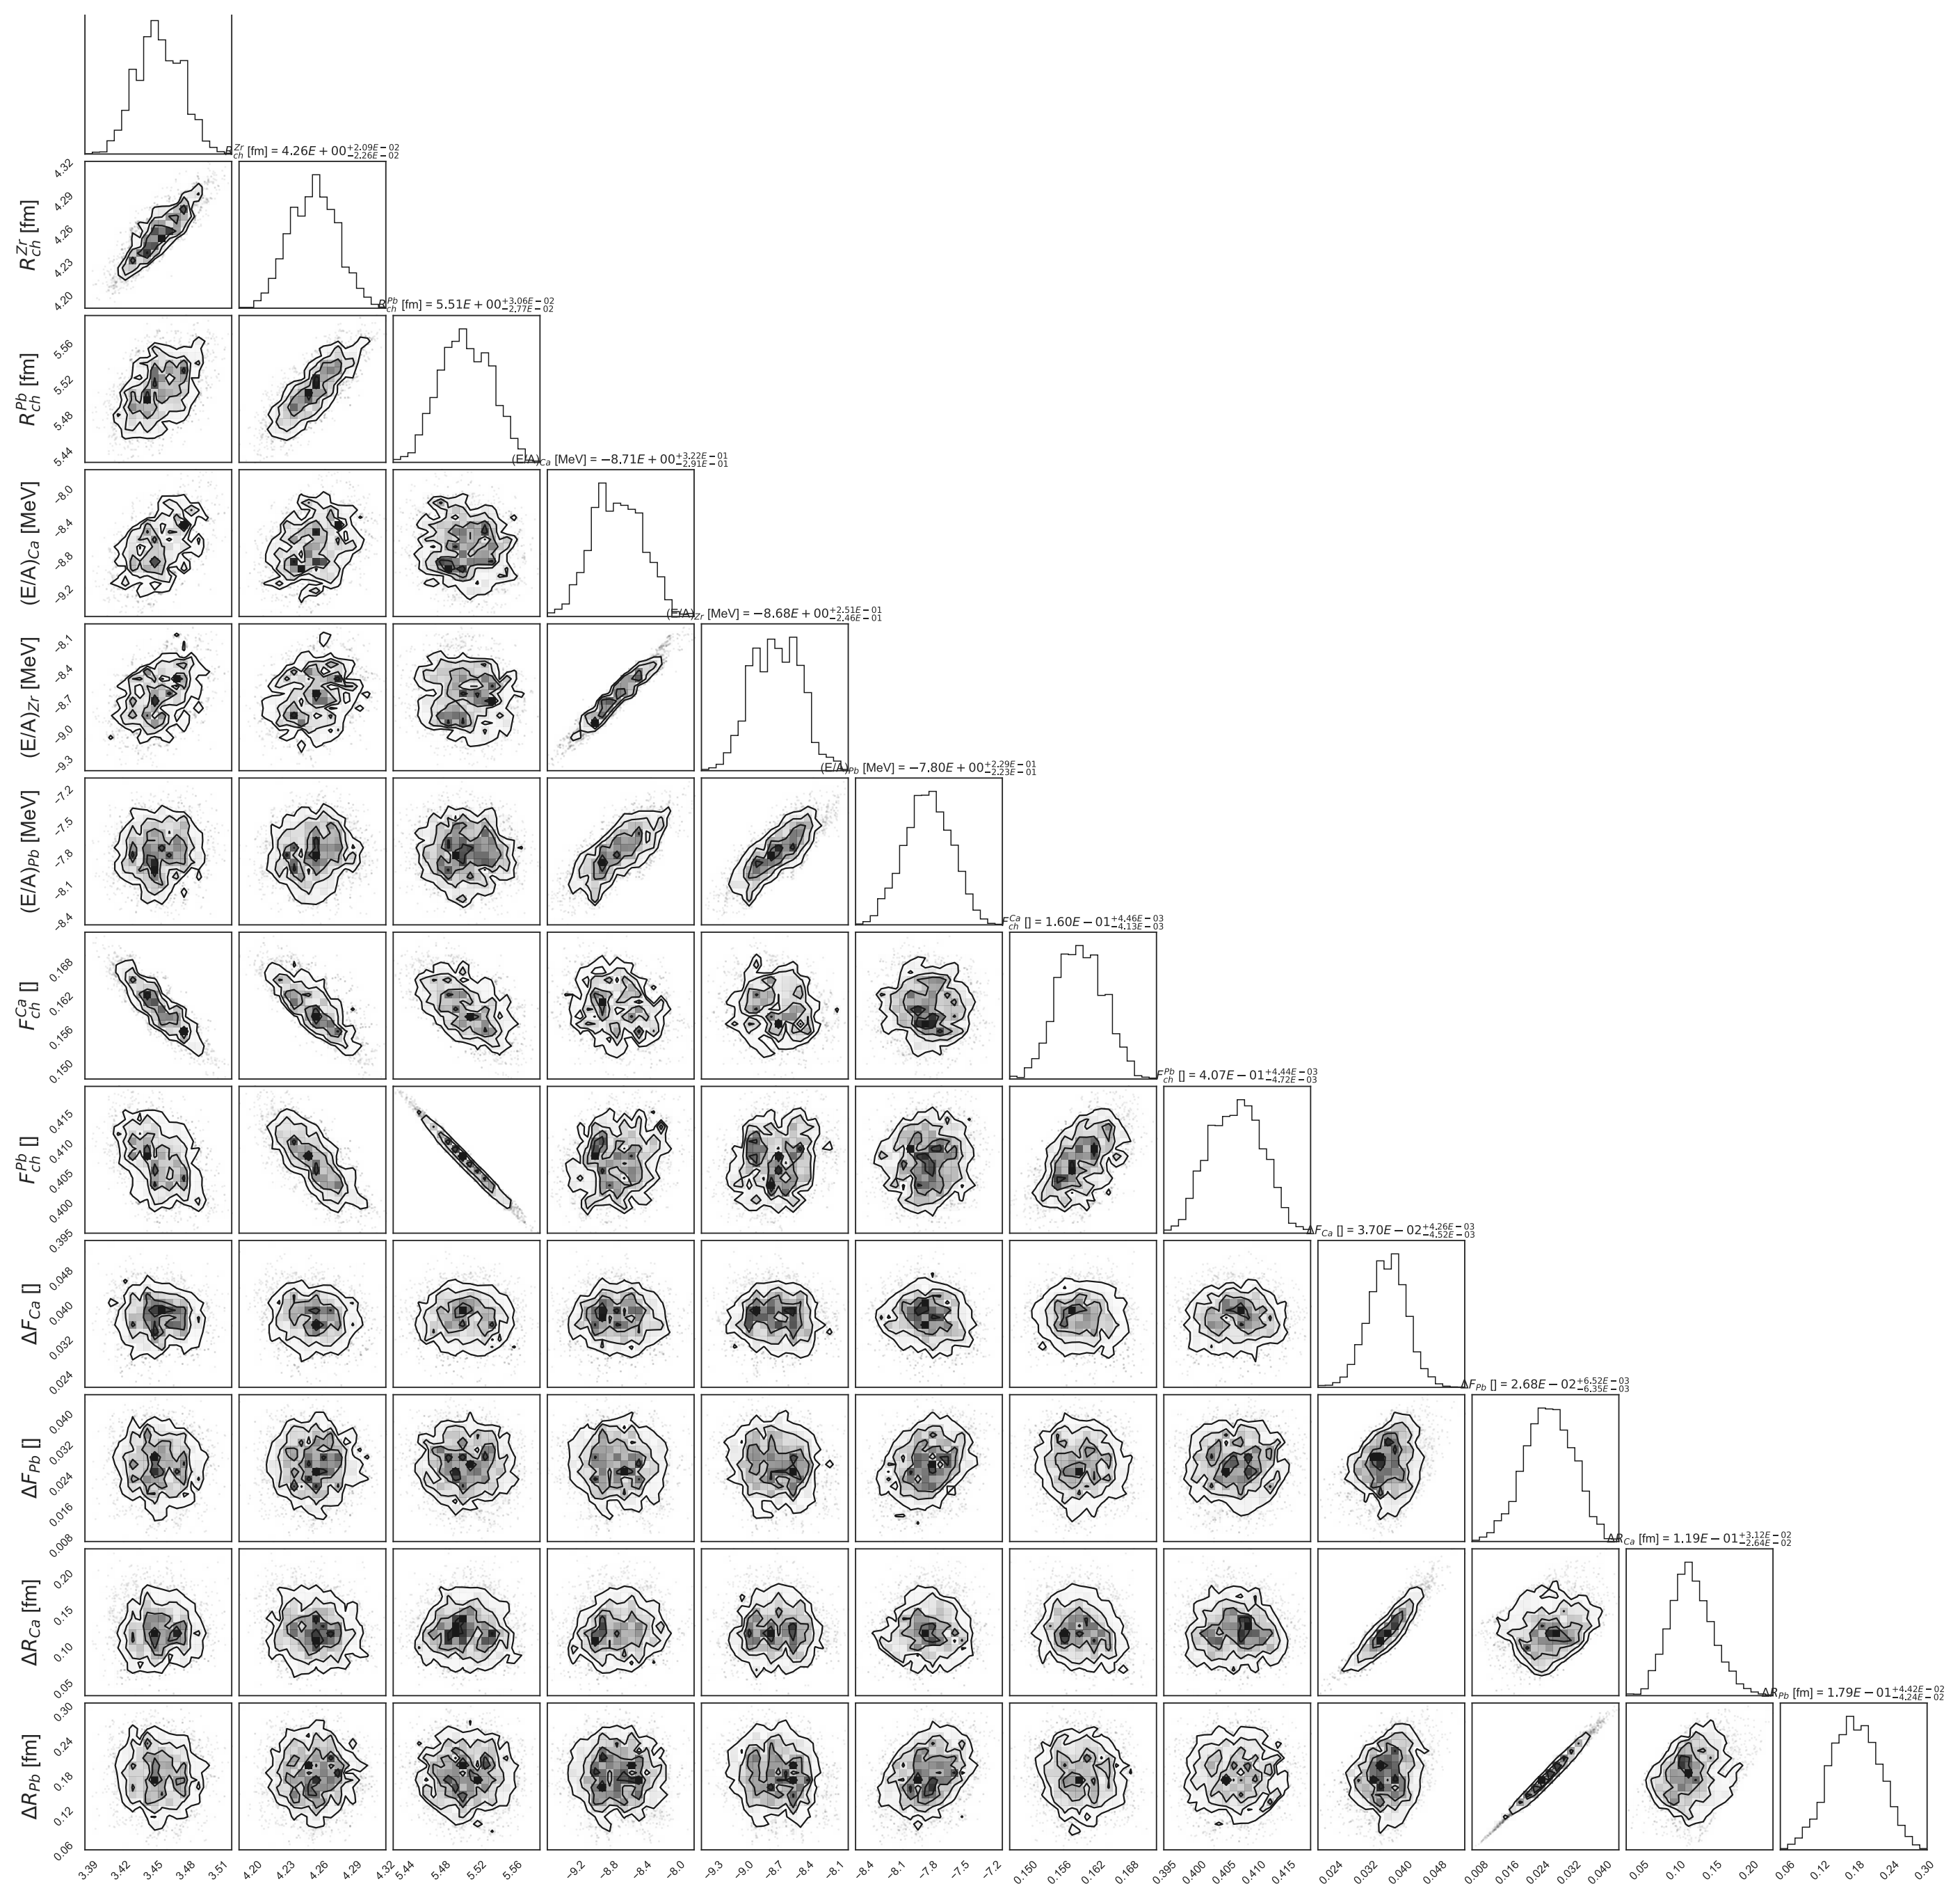 R_{ch}^{Zr} [fm] = 4.26E + 00^{+2.09E−02}_{−2.26E−02}
4.32
4.29
4.26
4.23
4.20
R_{ch}^{Zr} [fm]
R_{ch}^{Pb} [fm] = 5.51E + 00^{+3.06E−02}_{−2.77E−02}
5.56
5.52
5.48
5.44
R_{ch}^{Pb} [fm]
(E/A)_{Ca} [MeV] = −8.71E + 00^{+3.22E−01}_{−2.91E−01}
−8.0
−8.4
−8.8
−9.2
(E/A)_{Ca} [MeV]
(E/A)_{Zr} [MeV] = −8.68E + 00^{+2.51E−01}_{−2.46E−01}
−8.1
−8.4
−8.7
−9.0
−9.3
(E/A)_{Zr} [MeV]
(E/A)_{Pb} [MeV] = −7.80E + 00^{+2.29E−01}_{−2.23E−01}
−7.2
−7.5
−7.8
−8.1
−8.4
(E/A)_{Pb} [MeV]
F_{ch}^{Ca} [] = 1.60E − 01^{+4.46E−03}_{−4.13E−03}
0.168
0.162
0.156
0.150
F_{ch}^{Ca} []
F_{ch}^{Pb} [] = 4.07E − 01^{+4.44E−03}_{−4.72E−03}
0.415
0.410
0.405
0.400
0.395
F_{ch}^{Pb} []
ΔF_{Ca} [] = 3.70E − 02^{+4.26E−03}_{−4.52E−03}
0.048
0.040
0.032
0.024
ΔF_{Ca} []
ΔF_{Pb} [] = 2.68E − 02^{+6.52E−03}_{−6.35E−03}
0.040
0.032
0.024
0.016
0.008
ΔF_{Pb} []
ΔR_{Ca} [fm] = 1.19E − 01^{+3.12E−02}_{−2.64E−02}
0.20
0.15
0.10
0.05
ΔR_{Ca} [fm]
ΔR_{Pb} [fm] = 1.79E − 01^{+4.42E−02}_{−4.24E−02}
0.30
0.24
0.18
0.12
0.06
ΔR_{Pb} [fm]
3.39 3.42 3.45 3.48 3.51 4.20 4.23 4.26 4.29 4.32 5.44 5.48 5.52 5.56 −9.2 −8.8 −8.4 −8.0 −9.3 −9.0 −8.7 −8.4 −8.1 −8.4 −8.1 −7.8 −7.5 −7.2 0.150 0.156 0.162 0.168 0.395 0.400 0.405 0.410 0.415 0.024 0.032 0.040 0.048 0.008 0.016 0.024 0.032 0.040 0.05 0.10 0.15 0.20 0.06 0.12 0.18 0.24 0.30